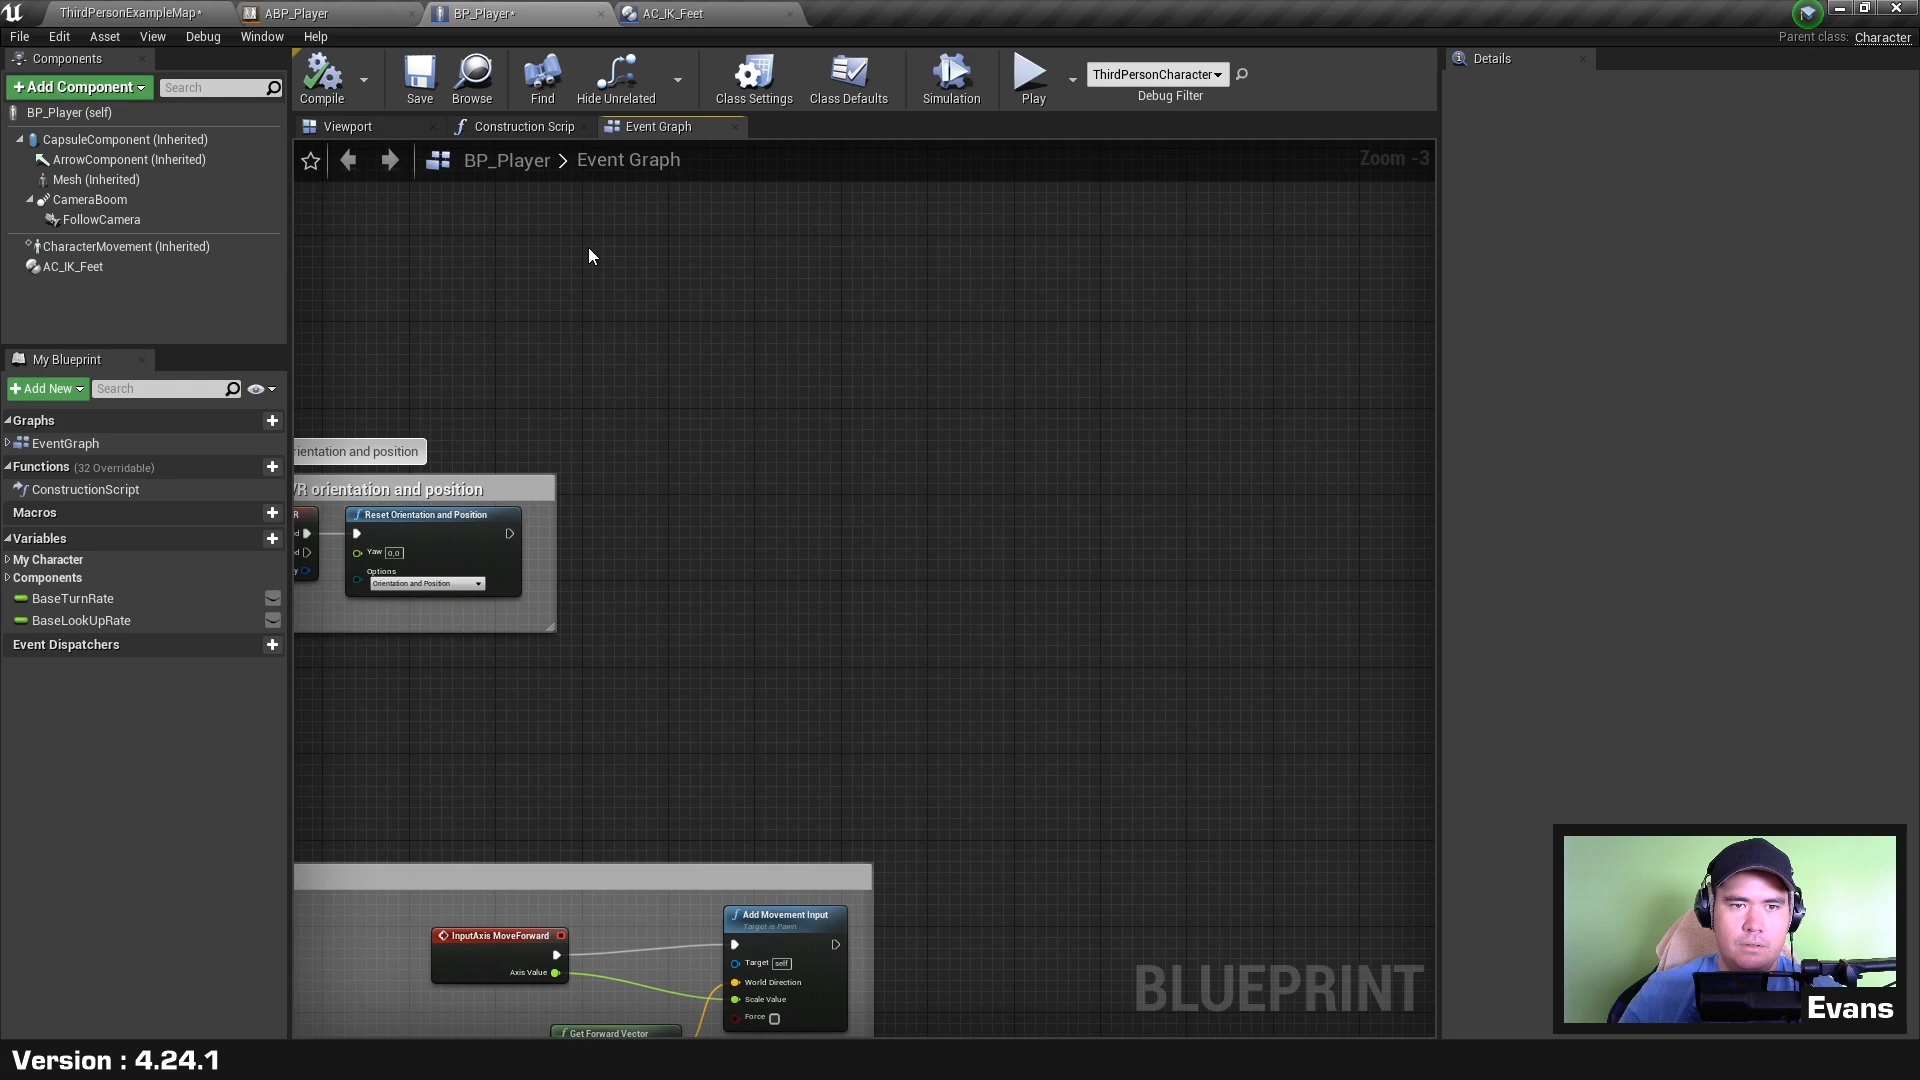 ThirdPersonExampleMap*
ABP_Player
BP_Player*
AC_IK_Feet
File Edit Asset View Debug Window Help
Parent class: Character
Components
+Add Component
Search
BP_Player (self)
CapsuleComponent (Inherited)
ArrowComponent (Inherited)
Mesh (Inherited)
CameraBoom
FollowCamera
CharacterMovement (Inherited)
AC_IK_Feet
My Blueprint
+Add New
Search
Graphs
EventGraph
Functions (32 Overridable)
ConstructionScript
Macros
Variables
My Character
Components
BaseTurnRate
BaseLookUpRate
Event Dispatchers
Compile
Save
Browse
Find
Hide Unrelated
Class Settings
Class Defaults
Simulation
Play
ThirdPersonCharacter
Debug Filter
Viewport
Construction Scrip
Event Graph
BP_Player > Event Graph
Zoom -3
rientation and position
VR orientation and position
R
ed
d
y
Reset Orientation and Position
Yaw 0,0
Options
Orientation and Position
InputAxis MoveForward
Axis Value
Add Movement Input
Target is Pawn
Target self
World Direction
Scale Value
Force
Get Forward Vector
BLUEPRINT
Details
Evans
Version : 4.24.1